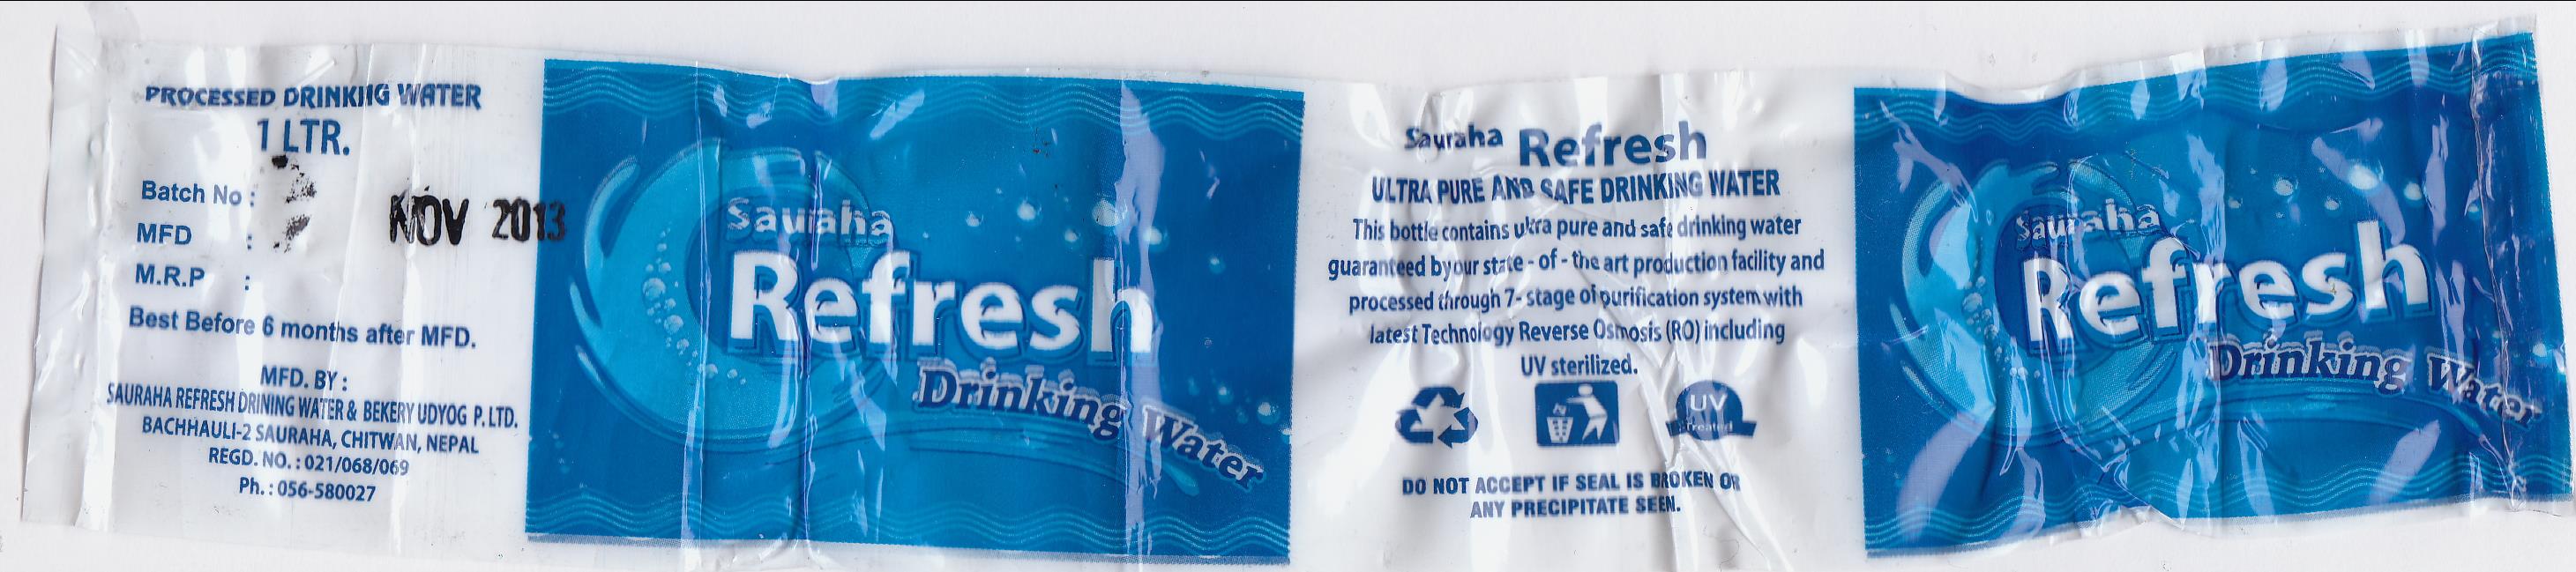 PROCESSED DRINKING WATER
1 LTR.
Batch No :
MFD :
NOV 2013
M.R.P :
Best Before 6 months after MFD.
MFD. BY :
SAURAHA REFRESH DRINING WATER & BEKERY UDYOG P. LTD.
BACHHAULI-2 SAURAHA, CHITWAN, NEPAL
REGD. NO. : 021/068/069
Ph. : 056-580027
Sauraha
Refresh
Drinking Water
Sauraha Refresh
ULTRA PURE AND SAFE DRINKING WATER
This bottle contains ultra pure and safe drinking water
guaranteed by our state - of - the art production facility and
processed through 7- stage of purification system with
latest Technology Reverse Osmosis (RO) including
UV sterilized.
UV
Treated
DO NOT ACCEPT IF SEAL IS BROKEN OR
ANY PRECIPITATE SEEN.
Sauraha
Refresh
Drinking Water